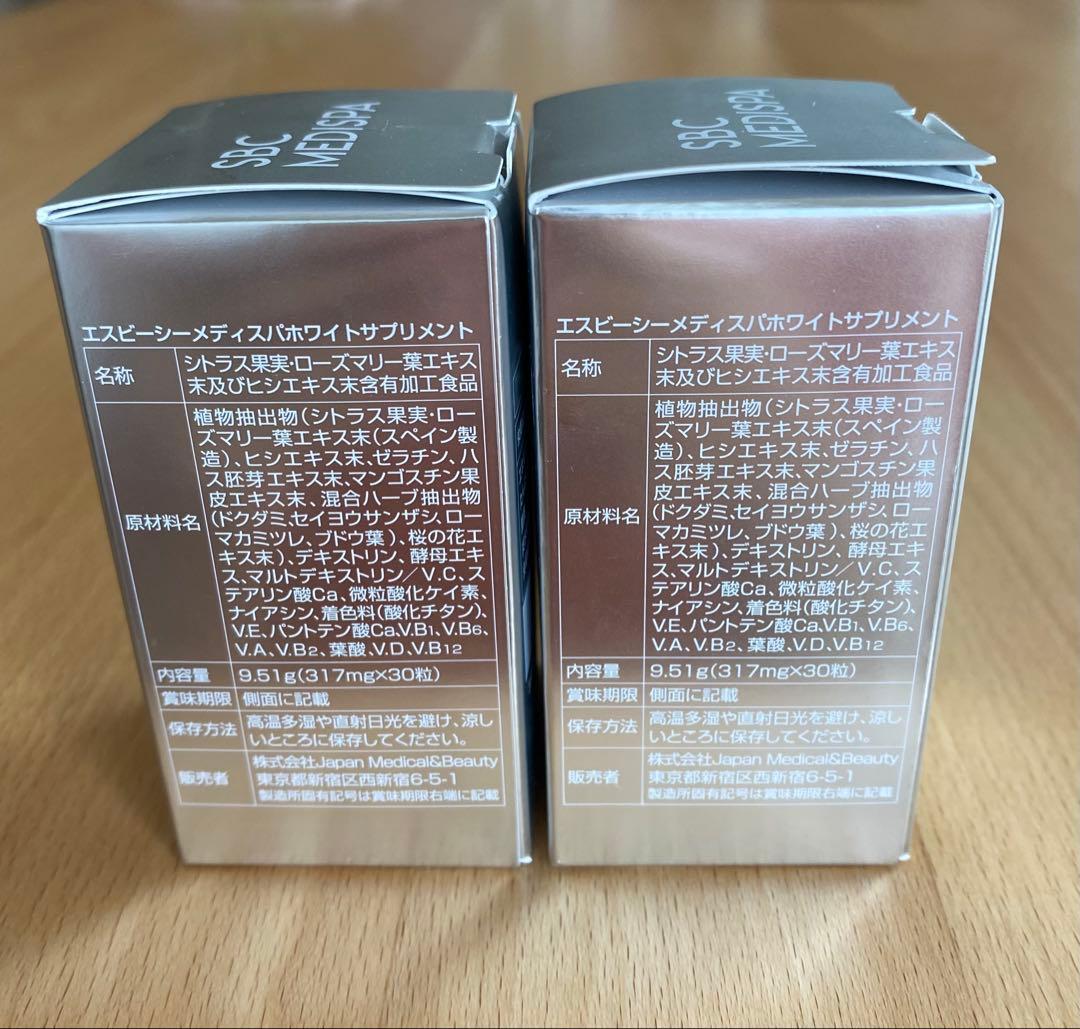 SBC
MEDISPA
エスビーシーメディスパホワイトサプリメント
名称
シトラス果実・ローズマリー葉エキス
末及びヒシエキス末含有加工食品
原材料名
植物抽出物(シトラス果実・ロー
ズマリー葉エキス末(スペイン製
造)、ヒシエキス末、ゼラチン、ハ
ス胚芽エキス末、マンゴスチン果
皮エキス末、混合ハーブ抽出物
(ドクダミ、セイヨウサンザシ、ロー
マカミツレ、ブドウ葉)、桜の花エ
キス末)、デキストリン、酵母エキ
ス、マルトデキストリン/V.C、ス
テアリン酸Ca、微粒酸化ケイ素、
ナイアシン、着色料(酸化チタン)、
V.E、パントテン酸Ca、V.B1、V.B6、
V.A、V.B2、葉酸、V.D、V.B12
内容量
9.51g(317mg×30粒)
賞味期限
側面に記載
保存方法
高温多湿や直射日光を避け、涼し
いところに保存してください。
販売者
株式会社Japan Medical&Beauty
東京都新宿区西新宿6-5-1
製造所固有記号は賞味期限右端に記載
SBC
MEDISPA
エスビーシーメディスパホワイトサプリメント
名称
シトラス果実・ローズマリー葉エキス
末及びヒシエキス末含有加工食品
原材料名
植物抽出物(シトラス果実・ロー
ズマリー葉エキス末(スペイン製
造)、ヒシエキス末、ゼラチン、ハ
ス胚芽エキス末、マンゴスチン果
皮エキス末、混合ハーブ抽出物
(ドクダミ、セイヨウサンザシ、ロー
マカミツレ、ブドウ葉)、桜の花エ
キス末)、デキストリン、酵母エキ
ス、マルトデキストリン/V.C、ス
テアリン酸Ca、微粒酸化ケイ素、
ナイアシン、着色料(酸化チタン)、
V.E、パントテン酸Ca、V.B1、V.B6、
V.A、V.B2、葉酸、V.D、V.B12
内容量
9.51g(317mg×30粒)
賞味期限
側面に記載
保存方法
高温多湿や直射日光を避け、涼し
いところに保存してください。
販売者
株式会社Japan Medical&Beauty
東京都新宿区西新宿6-5-1
製造所固有記号は賞味期限右端に記載